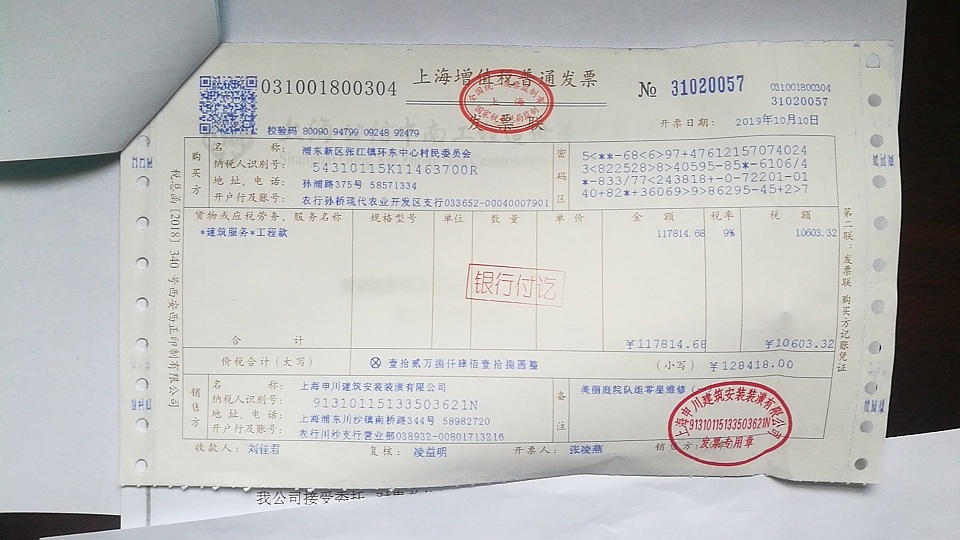 上海增值税普通发票
031001800304
№ 31020057
031001800304
31020057
发票联
开票日期： 2019年10月10日
校验码 80090 94799 09248 92479
购买方
名 称： 浦东新区张江镇环东中心村民委员会
纳税人识别号： 54310115K11463700R
地址、电话： 孙浦路375号 58571334
开户行及账号： 农行孙桥现代农业开发区支行033652-00040007901
密码区
5<**-68<6>97+47612157074024
3<822528>8>40595-85*-6106/4
*-833/77<243818+-0-72201-01
40+82*+36069>9>86295-45+2>7
货物或应税劳务、服务名称 规格型号 单位 数量 单价 金额 税率 税额
*建筑服务*工程款 117814.68 9% 10603.32
银行付讫
合 计 ￥117814.68 ￥10603.32
价税合计（大写） ⊗ 壹拾贰万捌仟肆佰壹拾捌圆整 （小写） ￥128418.00
销售方
名 称： 上海申川建筑安装装潢有限公司
纳税人识别号： 91310115133503621N
地址、电话： 上海浦东川沙镇南桥路344号 58982720
开户行及账号： 农行川沙支行营业部038932-00801713216
备注
美丽庭院队组零星维修（
上海申川建筑安装装潢有限公司
91310115133503621N
发票专用章
收款人： 刘佳君 复核： 凌益明 开票人： 张凌燕 销售方：
税总函〔2018〕340号西安西正印制有限公司
第二联：发票联 购买方记账凭证
我公司接受委托